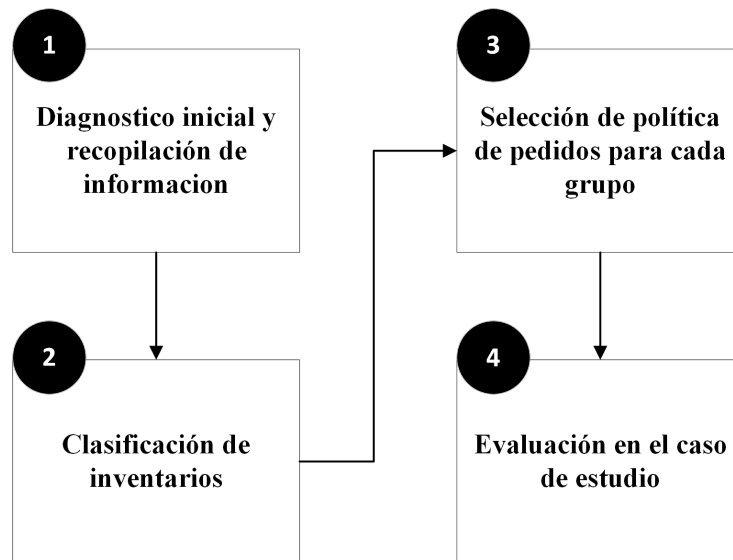 1
Diagnostico inicial y
recopilación de
informacion
2
Clasificación de
inventarios
3
Selección de política
de pedidos para cada
grupo
4
Evaluación en el caso
de estudio